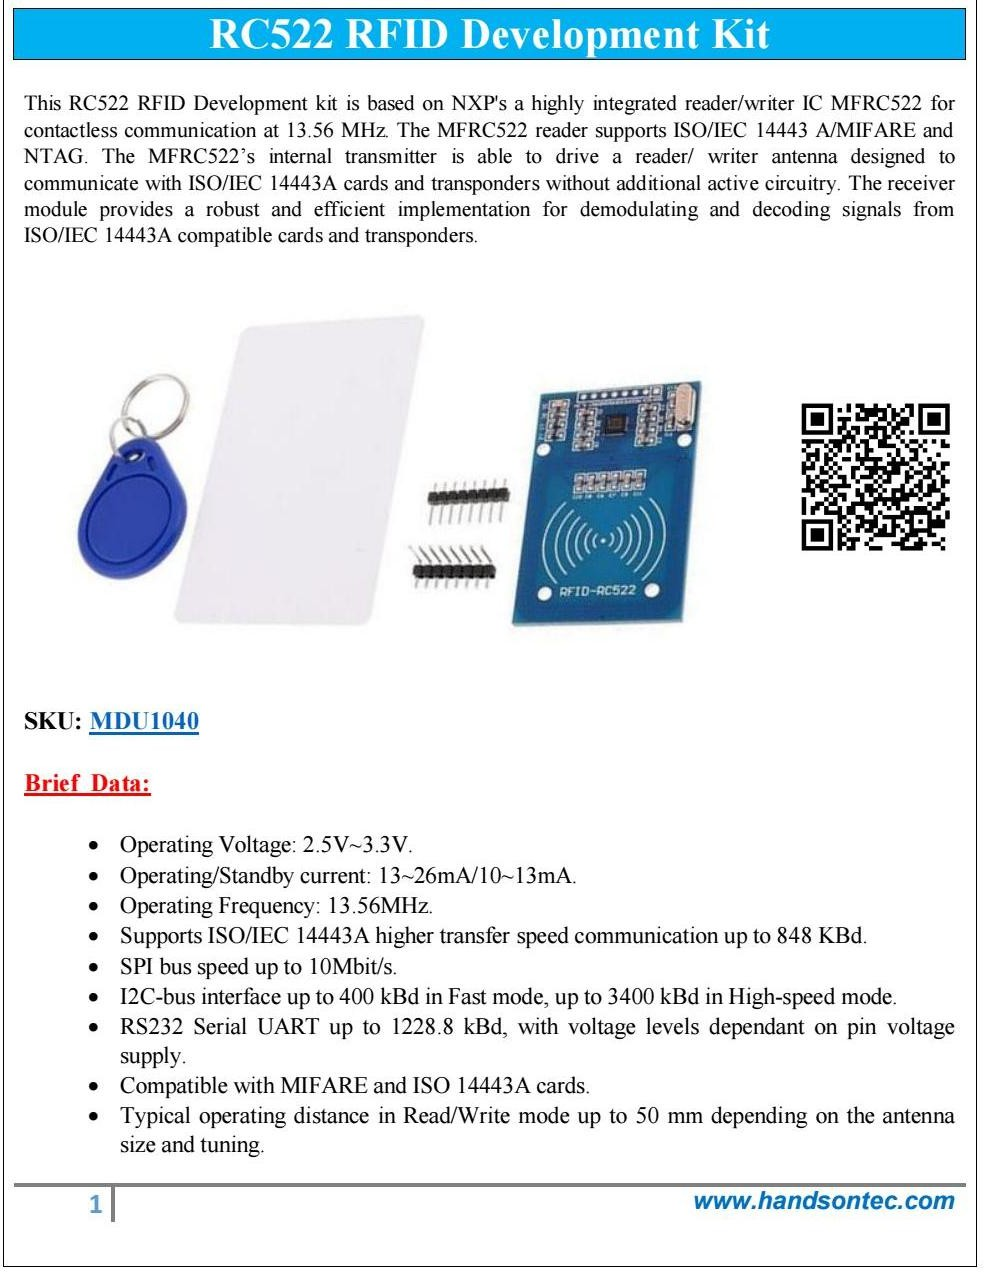 RC522 RFID Development Kit
This RC522 RFID Development kit is based on NXP's a highly integrated reader/writer IC MFRC522 for
contactless communication at 13.56 MHz. The MFRC522 reader supports ISO/IEC 14443 A/MIFARE and
NTAG. The MFRC522’s internal transmitter is able to drive a reader/ writer antenna designed to
communicate with ISO/IEC 14443A cards and transponders without additional active circuitry. The receiver
module provides a robust and efficient implementation for demodulating and decoding signals from
ISO/IEC 14443A compatible cards and transponders.
RFID-RC522
SKU: MDU1040
Brief Data:
• Operating Voltage: 2.5V~3.3V.
• Operating/Standby current: 13~26mA/10~13mA.
• Operating Frequency: 13.56MHz.
• Supports ISO/IEC 14443A higher transfer speed communication up to 848 KBd.
• SPI bus speed up to 10Mbit/s.
• I2C-bus interface up to 400 kBd in Fast mode, up to 3400 kBd in High-speed mode.
• RS232 Serial UART up to 1228.8 kBd, with voltage levels dependant on pin voltage
supply.
• Compatible with MIFARE and ISO 14443A cards.
• Typical operating distance in Read/Write mode up to 50 mm depending on the antenna
size and tuning.
1
www.handsontec.com